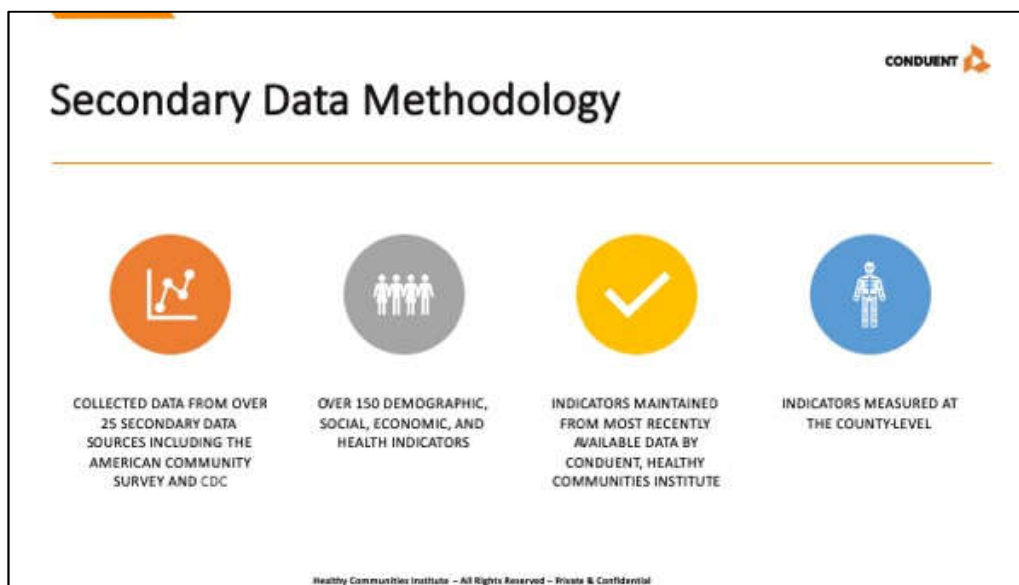 CONDUENT
Secondary Data Methodology
COLLECTED DATA FROM OVER
25 SECONDARY DATA
SOURCES INCLUDING THE
AMERICAN COMMUNITY
SURVEY AND CDC
OVER 150 DEMOGRAPHIC,
SOCIAL, ECONOMIC, AND
HEALTH INDICATORS
INDICATORS MAINTAINED
FROM MOST RECENTLY
AVAILABLE DATA BY
CONDUENT, HEALTHY
COMMUNITIES INSTITUTE
INDICATORS MEASURED AT
THE COUNTY-LEVEL
Healthy Communities Institute – All Rights Reserved – Private & Confidential